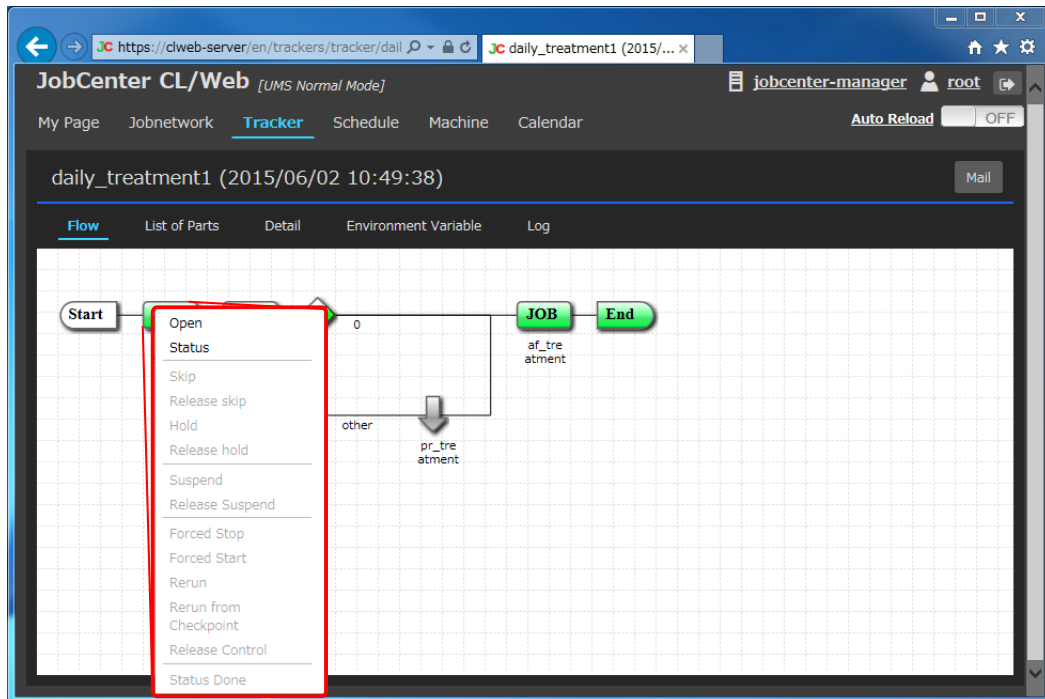 https://clweb-server/en/trackers/tracker/dail
JC daily_treatment1 (2015/... ×
JobCenter CL/Web [UMS Normal Mode]
jobcenter-manager root
My Page Jobnetwork Tracker Schedule Machine Calendar
Auto Reload OFF
daily_treatment1 (2015/06/02 10:49:38)
Mail
Flow List of Parts Detail Environment Variable Log
Start
0
JOB
End
af_tre
atment
other
pr_tre
atment
Open
Status
Skip
Release skip
Hold
Release hold
Suspend
Release Suspend
Forced Stop
Forced Start
Rerun
Rerun from
Checkpoint
Release Control
Status Done